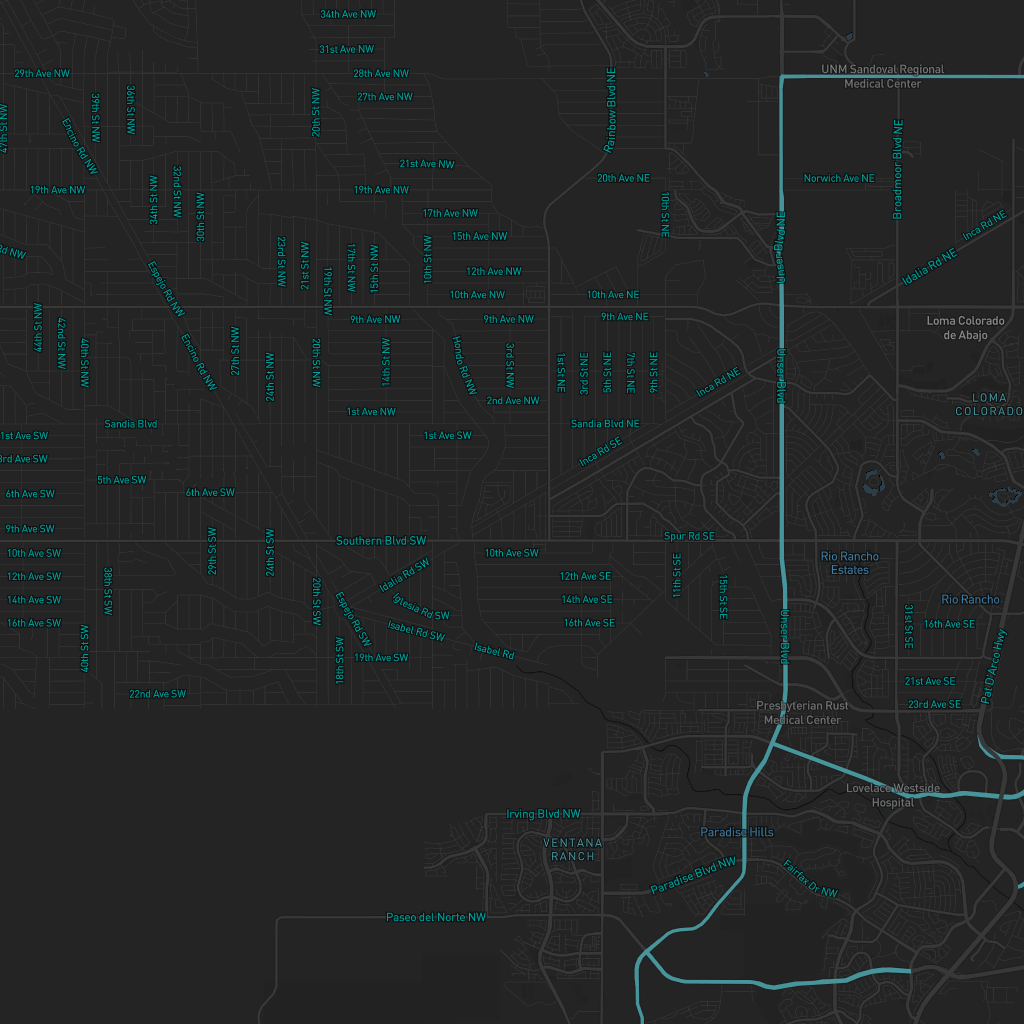 34th Ave NW
31st Ave NW
29th Ave NW
28th Ave NW
UNM Sandoval Regional
Medical Center
27th Ave NW
39th St NW
36th St NW
20th St NW
Rainbow Blvd NE
47th St NW
Encino Rd NW
Broadmoor Blvd NE
21st Ave NW
20th Ave NE
Norwich Ave NE
19th Ave NW
19th Ave NW
34th St NW
32nd St NW
30th St NW
17th Ave NW
10th St NE
Inca Rd NE
15th Ave NW
Rd NW
23rd St NW
21st St NW
19th St NW
17th St NW
15th St NW
10th St NW
12th Ave NW
Idalia Rd NE
Espejo Rd NW
10th Ave NW
10th Ave NE
9th Ave NW
9th Ave NW
9th Ave NE
Loma Colorado
de Abajo
44th St NW
42nd St NW
40th St NW
Encino Rd NW
27th St NW
24th St NW
20th St NW
14th St NW
Hondo Rd NW
3rd St NW
1st St NE
3rd St NE
5th St NE
7th St NE
9th St NE
Inca Rd NE
Unser Blvd
2nd Ave NW
LOMA
COLORADO
1st Ave NW
Sandia Blvd
Sandia Blvd NE
1st Ave SW
1st Ave SW
3rd Ave SW
Inca Rd SE
5th Ave SW
6th Ave SW
6th Ave SW
9th Ave SW
29th St SW
24th St SW
Southern Blvd SW
Spur Rd SE
10th Ave SW
10th Ave SW
Rio Rancho
Estates
12th Ave SW
38th St SW
20th St SW
Idalia Rd SW
12th Ave SE
11th St SE
15th St SE
14th Ave SW
Espejo Rd SW
Iglesia Rd SW
14th Ave SE
Rio Rancho
16th Ave SW
Isabel Rd SW
16th Ave SE
Unser Blvd
31st St SE
16th Ave SE
40th St SW
18th St SW
19th Ave SW
Isabel Rd
Pat D'Arco Hwy
21st Ave SE
22nd Ave SW
23rd Ave SE
Presbyterian Rust
Medical Center
Lovelace Westside
Hospital
Irving Blvd NW
Paradise Hills
VENTANA
RANCH
Paradise Blvd NW
Fairfax Dr NW
Paseo del Norte NW